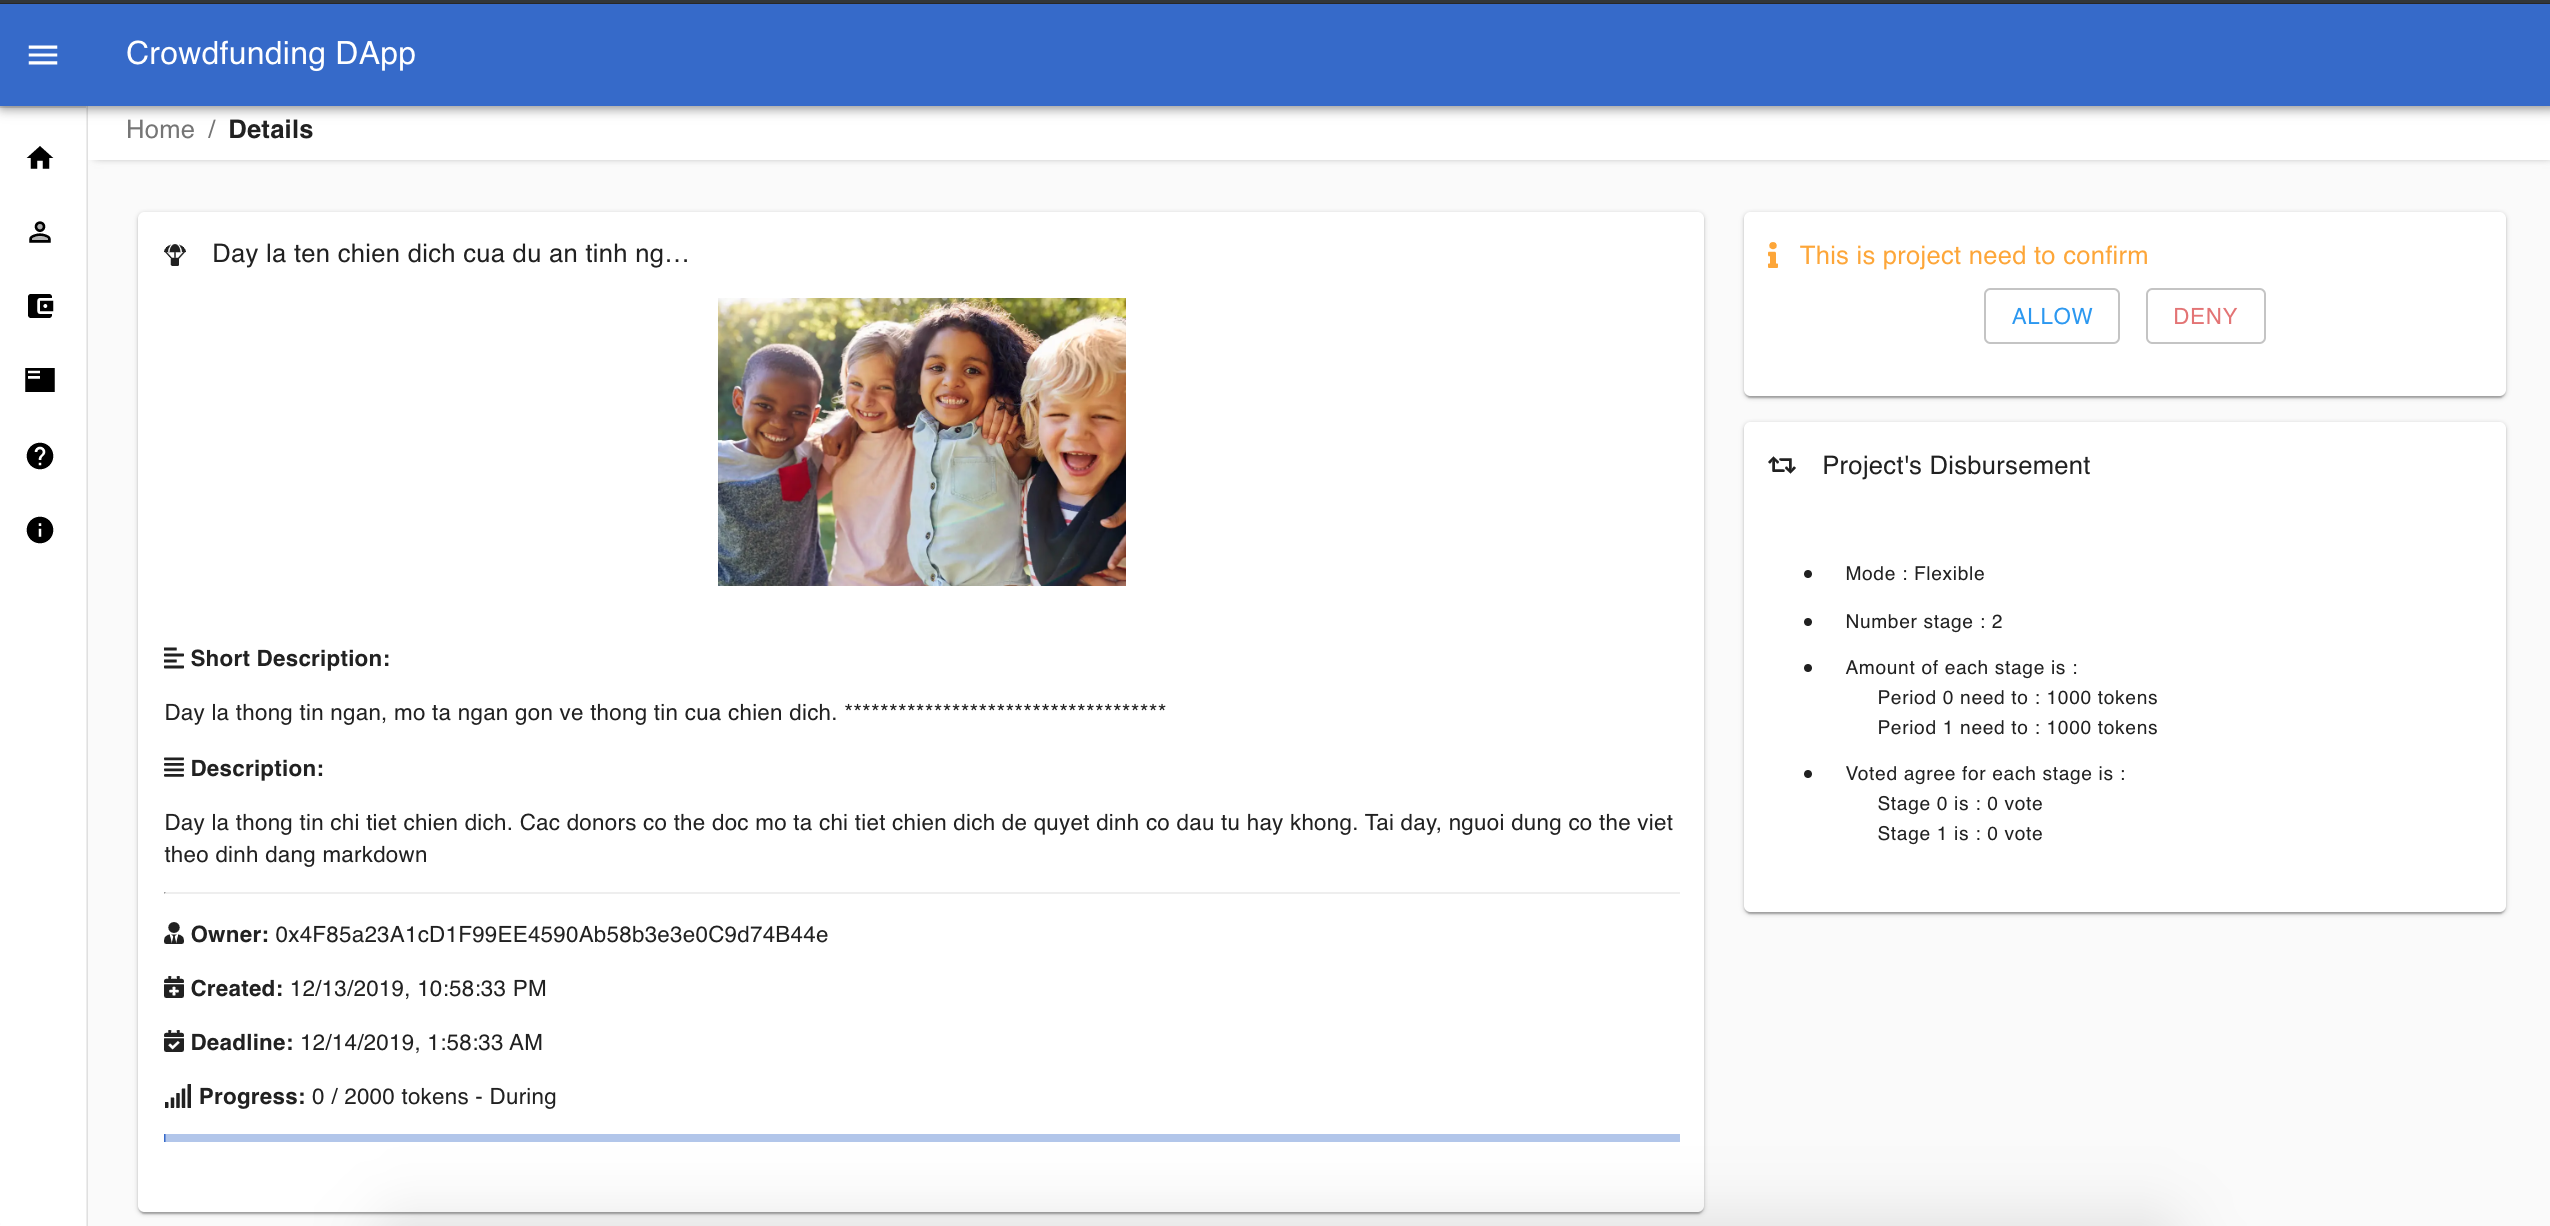 Crowdfunding DApp
Home / Details
Day la ten chien dich cua du an tinh ng...
Short Description:
Day la thong tin ngan, mo ta ngan gon ve thong tin cua chien dich. ************************************
Description:
Day la thong tin chi tiet chien dich. Cac donors co the doc mo ta chi tiet chien dich de quyet dinh co dau tu hay khong. Tai day, nguoi dung co the viet
theo dinh dang markdown
Owner: 0x4F85a23A1cD1F99EE4590Ab58b3e3e0C9d74B44e
Created: 12/13/2019, 10:58:33 PM
Deadline: 12/14/2019, 1:58:33 AM
Progress: 0 / 2000 tokens - During
This is project need to confirm
ALLOW DENY
Project's Disbursement
Mode : Flexible
Number stage : 2
Amount of each stage is :
Period 0 need to : 1000 tokens
Period 1 need to : 1000 tokens
Voted agree for each stage is :
Stage 0 is : 0 vote
Stage 1 is : 0 vote